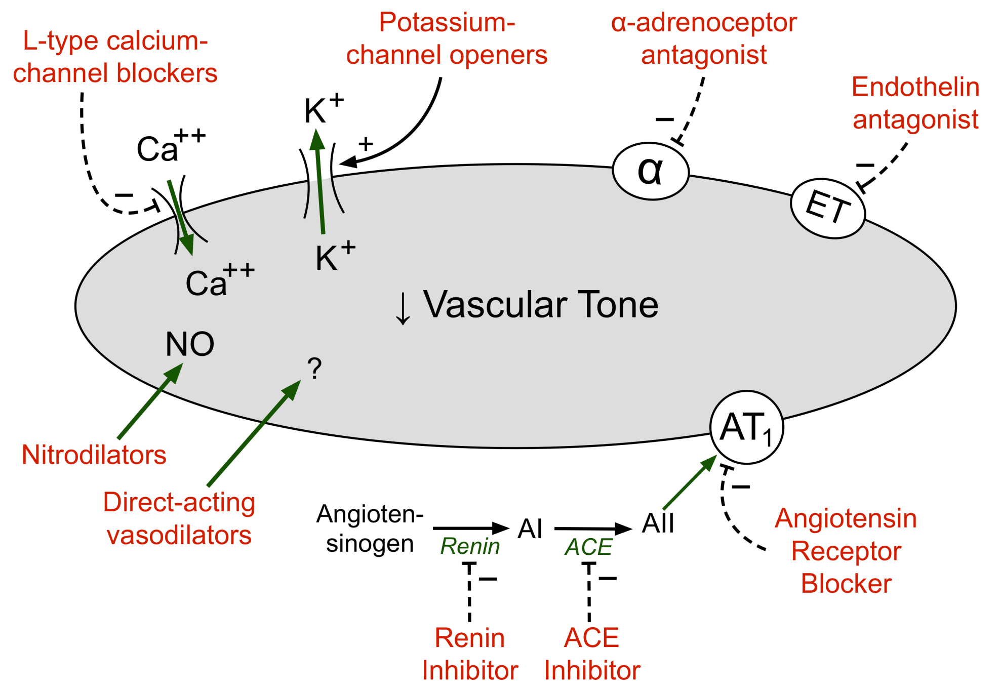 L-type calcium-
channel blockers
Potassium-
channel openers
α-adrenoceptor
antagonist
Endothelin
antagonist
K+
+
–
–
Ca++
–
α
ET
K+
Ca++
↓ Vascular Tone
NO
?
AT1
Nitrodilators
Direct-acting
vasodilators
–
Angioten-
sinogen
Renin
AI
ACE
AII
Angiotensin
Receptor
Blocker
–
–
Renin
Inhibitor
ACE
Inhibitor